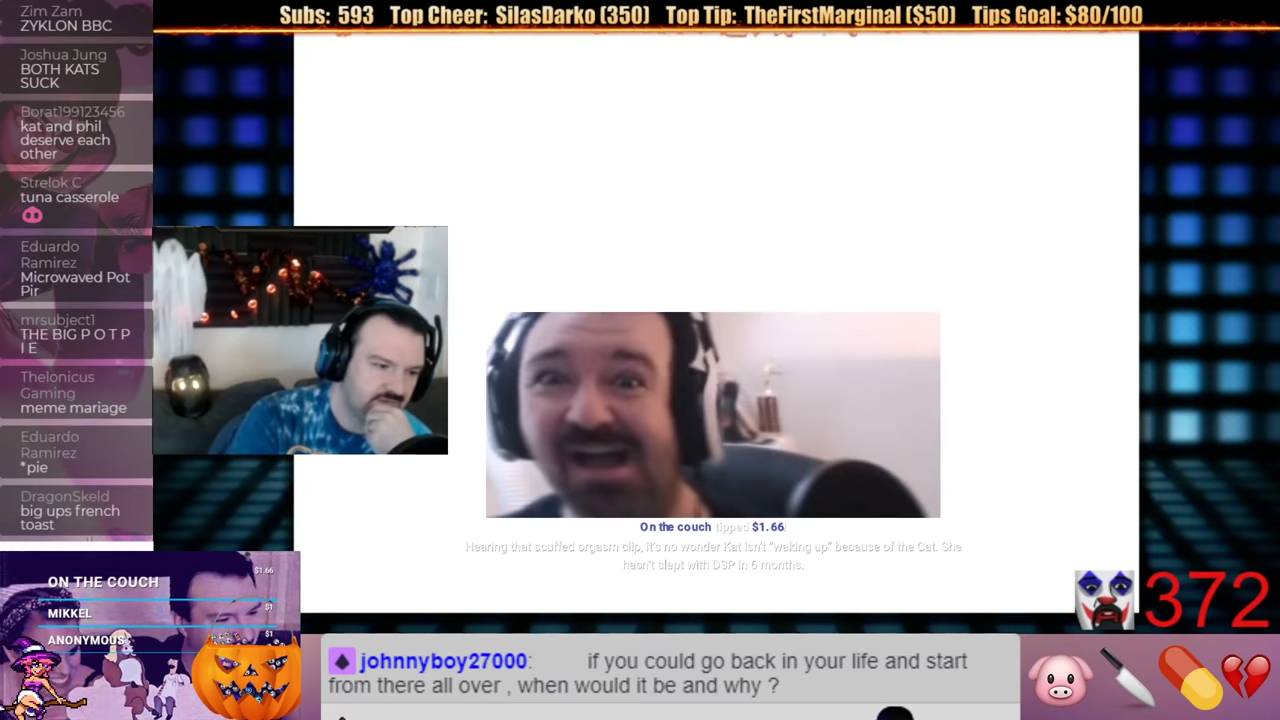 Subs: 593 Top Cheer: SilasDarko (350) Top Tip: TheFirstMarginal ($50) Tips Goal: $80/100
Zim Zam
ZYKLON BBC
Joshua Jung
BOTH KATS
SUCK
Borat199123456
kat and phil
deserve each
other
Strelok C
tuna casserole
Eduardo
Ramirez
Microwaved Pot
Pir
mrsubject1
THE BIG P O T P
I E
Thelonicus
Gaming
meme mariage
Eduardo
Ramirez
*pie
DragonSkeld
big ups french
toast
On the couch tipped $1.66!
Hearing that scuffed orgasm clip, it's no wonder Kat isn't "waking up" because of the Cat. She
hasn't slept with DSP in 6 months.
ON THE COUCH $1.66
MIKKEL $1
ANONYMOUS $1
372
johnnyboy27000: if you could go back in your life and start
from there all over , when would it be and why ?